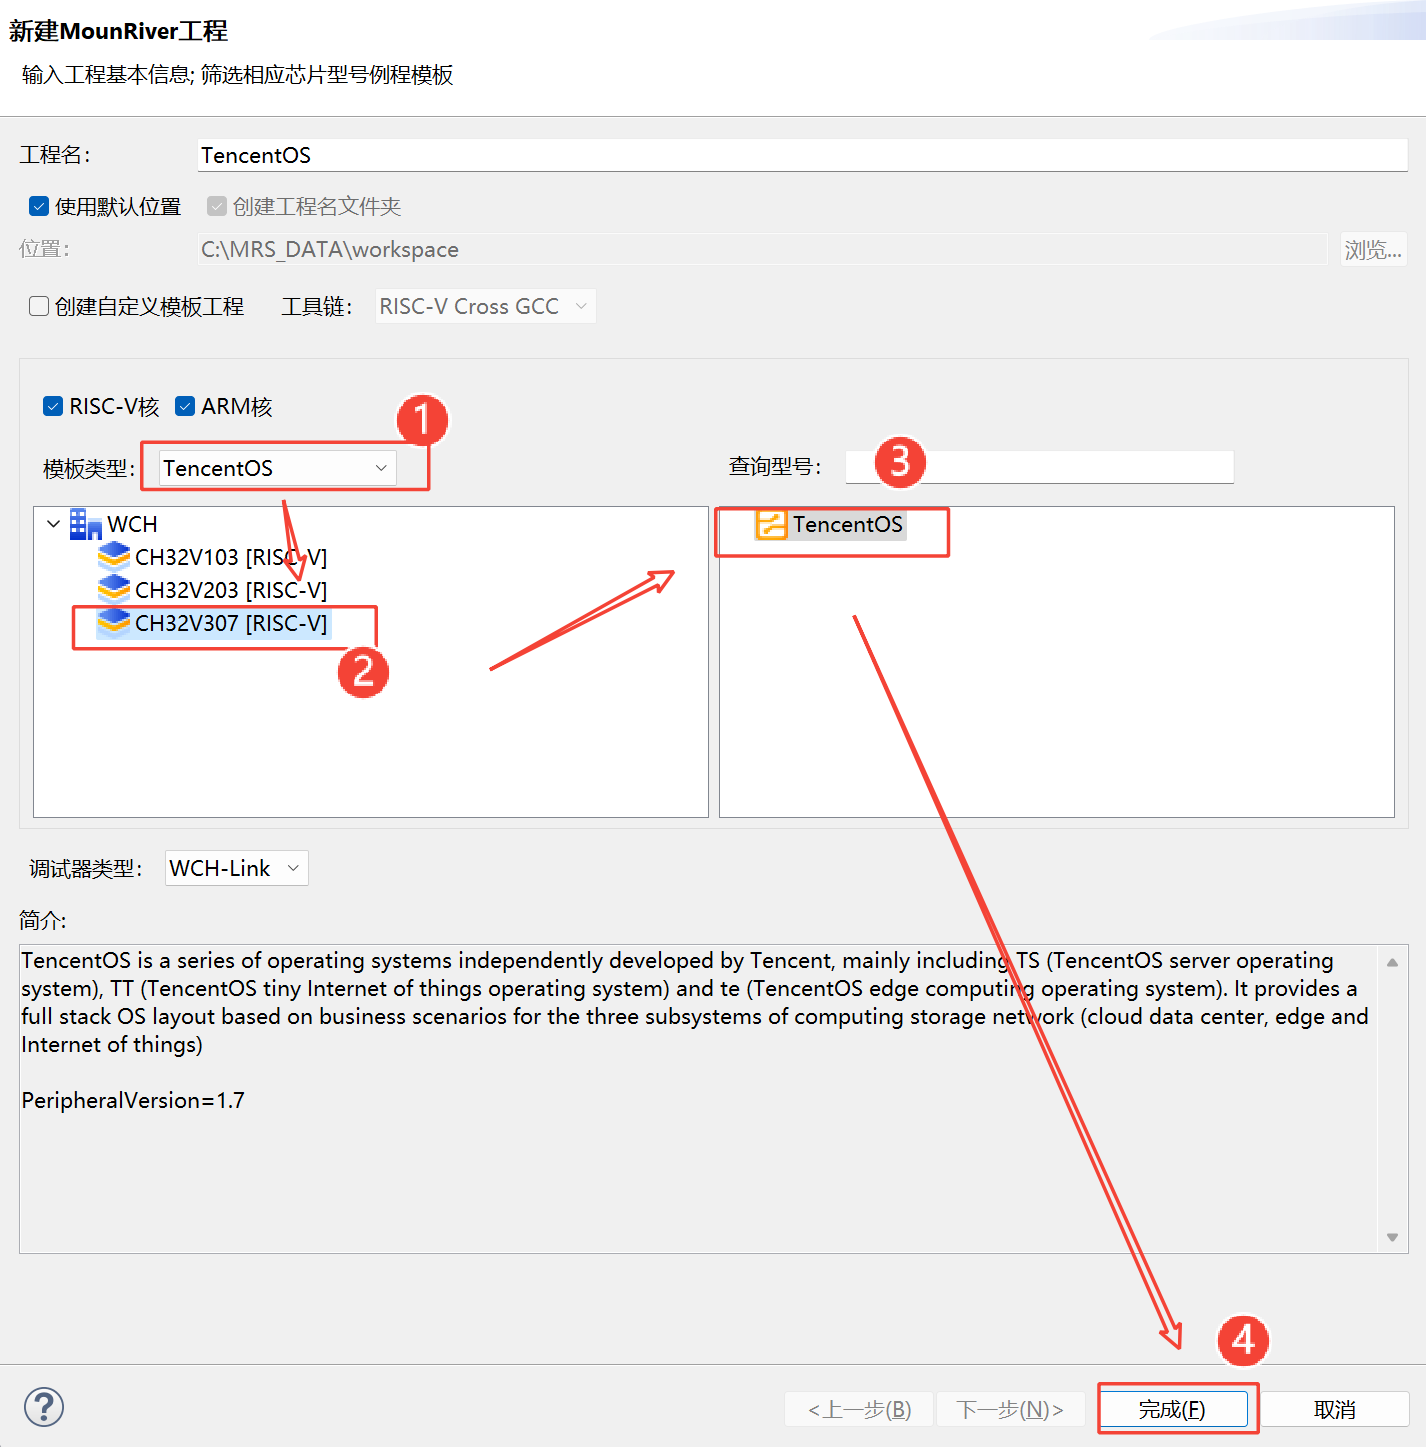 新建MounRiver工程
输入工程基本信息; 筛选相应芯片型号例程模板
工程名: TencentOS
使用默认位置 创建工程名文件夹
位置: C:\MRS_DATA\workspace 浏览...
创建自定义模板工程 工具链: RISC-V Cross GCC
RISC-V核 ARM核 1
模板类型: TencentOS 查询型号: 3
WCH TencentOS
CH32V103 [RISC-V]
CH32V203 [RISC-V]
CH32V307 [RISC-V]
2
调试器类型: WCH-Link
简介:
TencentOS is a series of operating systems independently developed by Tencent, mainly including TS (TencentOS server operating
system), TT (TencentOS tiny Internet of things operating system) and te (TencentOS edge computing operating system). It provides a
full stack OS layout based on business scenarios for the three subsystems of computing storage network (cloud data center, edge and
Internet of things)
PeripheralVersion=1.7
4
? <上一步(B) 下一步(N)> 完成(F) 取消